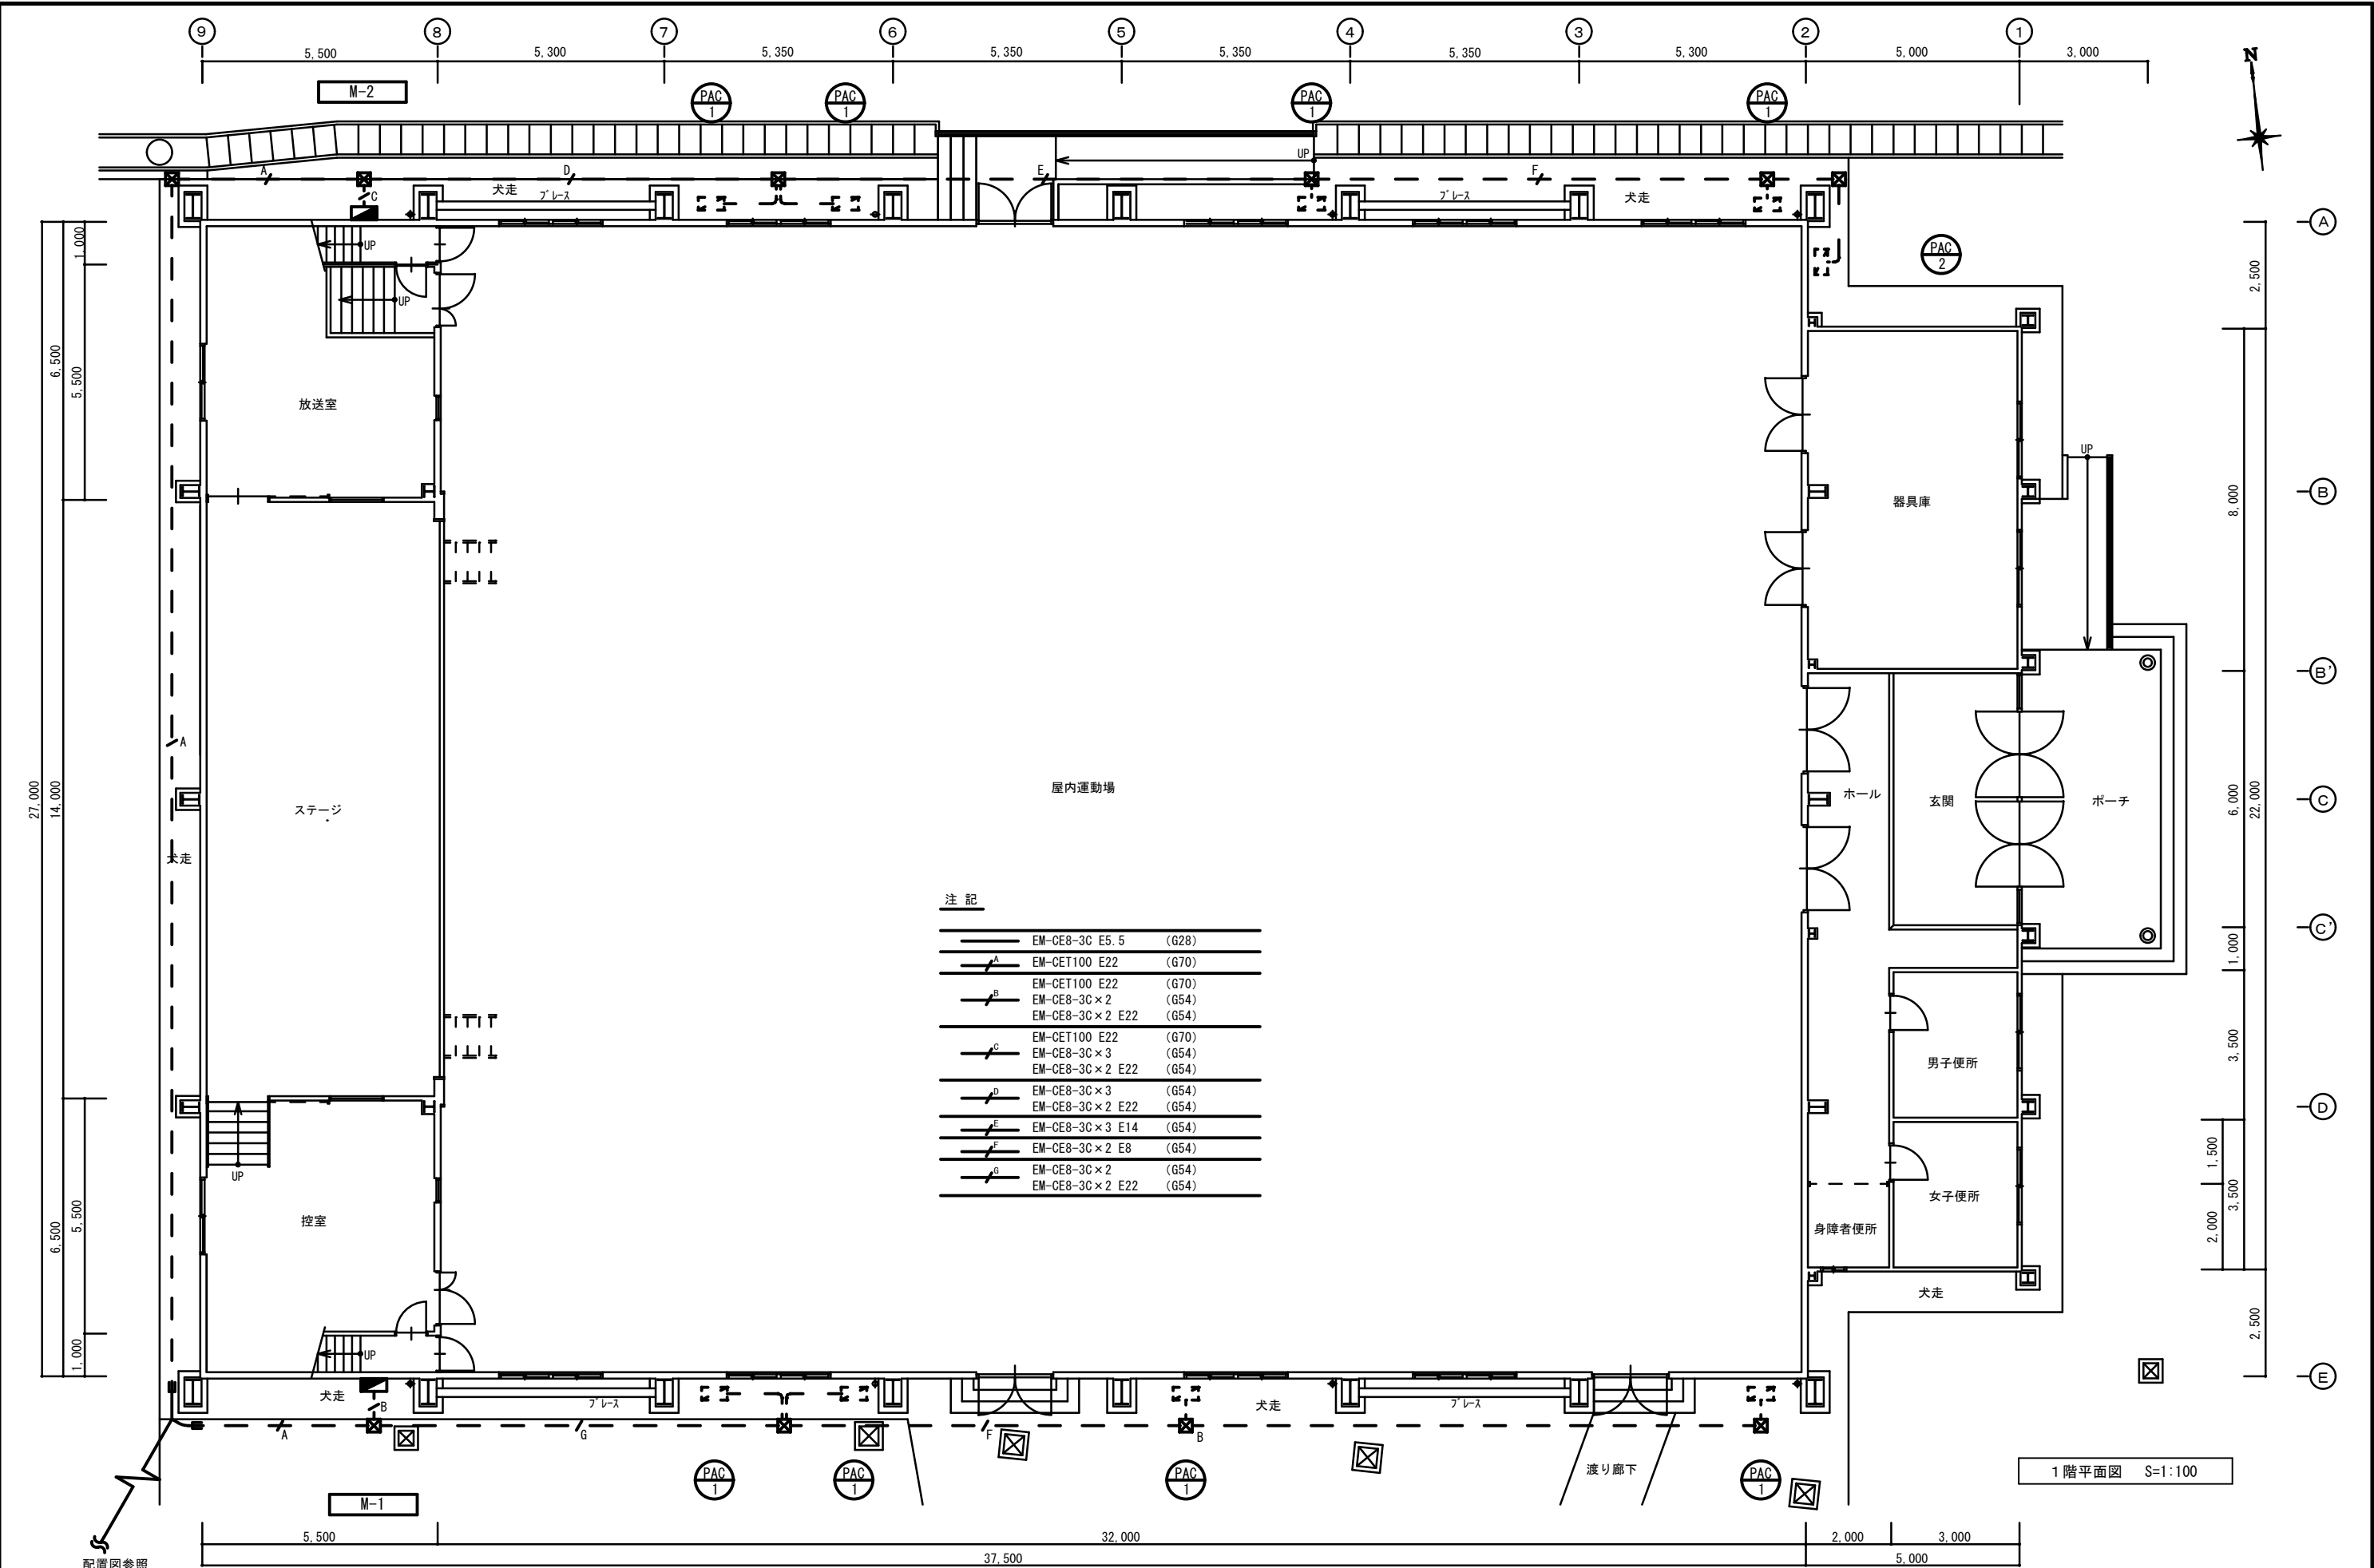 9 8 7 6 5 4 3 2 1
5,500 5,300 5,350 5,350 5,350 5,350 5,300 5,000 3,000
N
M-2
PAC 1
PAC 1
PAC 1
PAC 1
UP
A D E F
C
犬走
ブレース
ブレース
犬走
PAC 2
A
1,000
UP
UP
2,500
6,500
5,500
放送室
UP
器具庫
8,000
B
B'
A
27,000
14,000
ステージ
屋内運動場
ホール
玄関
ポーチ
6,000
22,000
C
犬走
注 記
EM-CE8-3C E5.5 (G28)
A EM-CET100 E22 (G70)
EM-CET100 E22 (G70)
B EM-CE8-3C×2 (G54)
EM-CE8-3C×2 E22 (G54)
EM-CET100 E22 (G70)
C EM-CE8-3C×3 (G54)
EM-CE8-3C×2 E22 (G54)
D EM-CE8-3C×3 (G54)
EM-CE8-3C×2 E22 (G54)
E EM-CE8-3C×3 E14 (G54)
F EM-CE8-3C×2 E8 (G54)
G EM-CE8-3C×2 (G54)
EM-CE8-3C×2 E22 (G54)
C'
1,000
男子便所
3,500
D
UP
1,500
女子便所
3,500
身障者便所
2,000
控室
6,500
5,500
犬走
2,500
1,000
UP
E
犬走
B
ブレース
犬走
ブレース
A G F B
PAC 1
PAC 1
PAC 1
PAC 1
渡り廊下
1階平面図 S=1:100
M-1
5,500 32,000 2,000 3,000
37,500 5,000
配置図参照